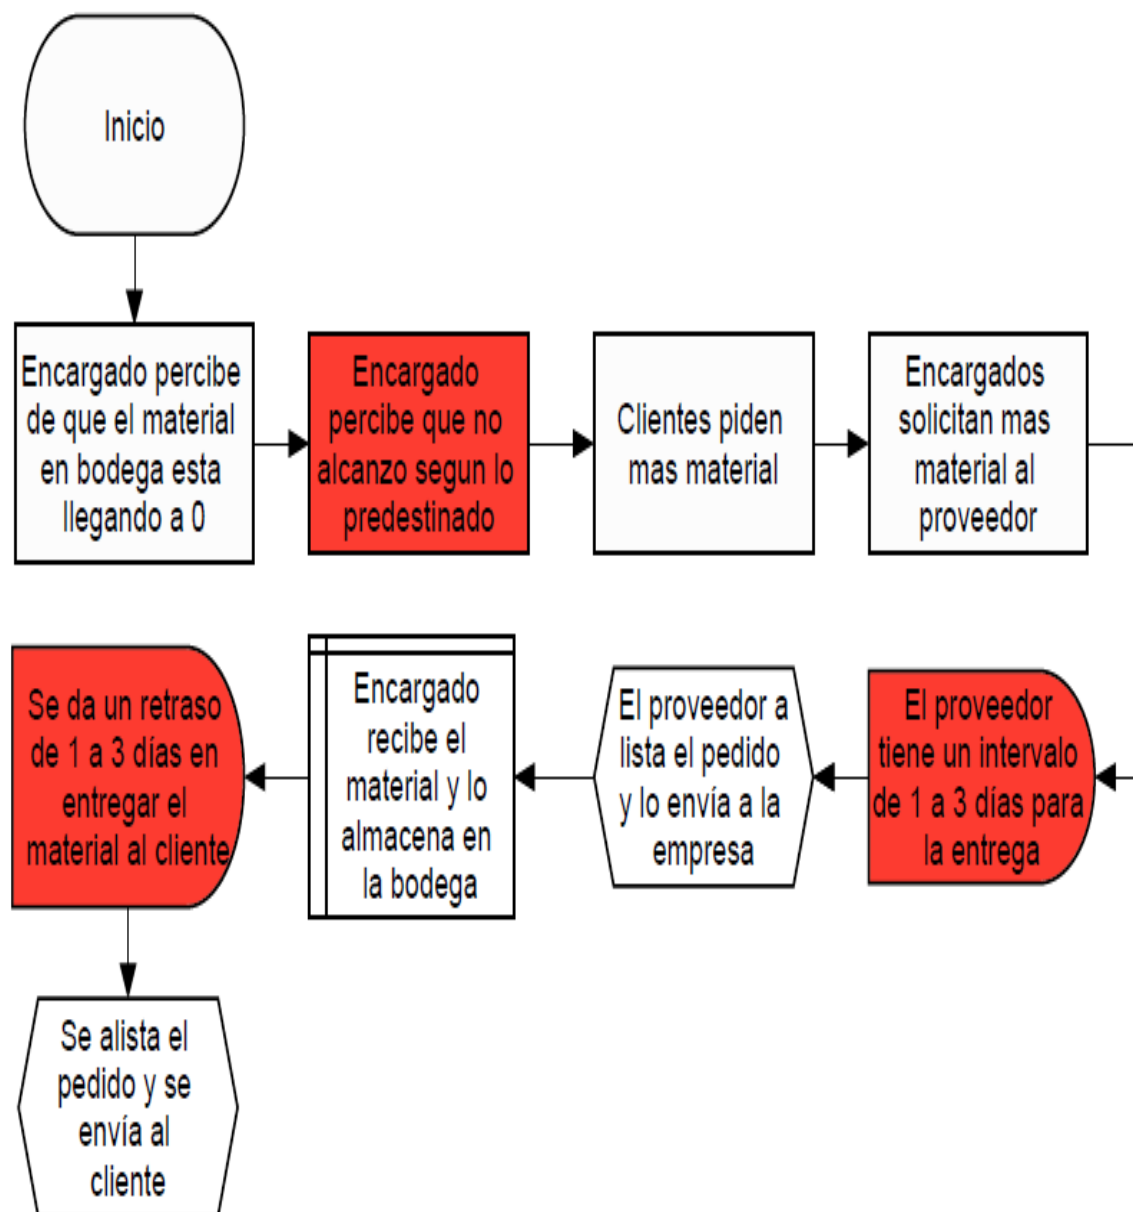 Inicio
Encargado percibe
de que el material
en bodega esta
llegando a 0
Encargado
percibe que no
alcanzo segun lo
predestinado
Clientes piden
mas material
Encargados
solicitan mas
material al
proveedor
El proveedor
tiene un intervalo
de 1 a 3 días para
la entrega
El proveedor a
lista el pedido
y lo envía a la
empresa
Encargado
recibe el
material y lo
almacena en
la bodega
Se da un retraso
de 1 a 3 días en
entregar el
material al cliente
Se alista el
pedido y se
envía al
cliente